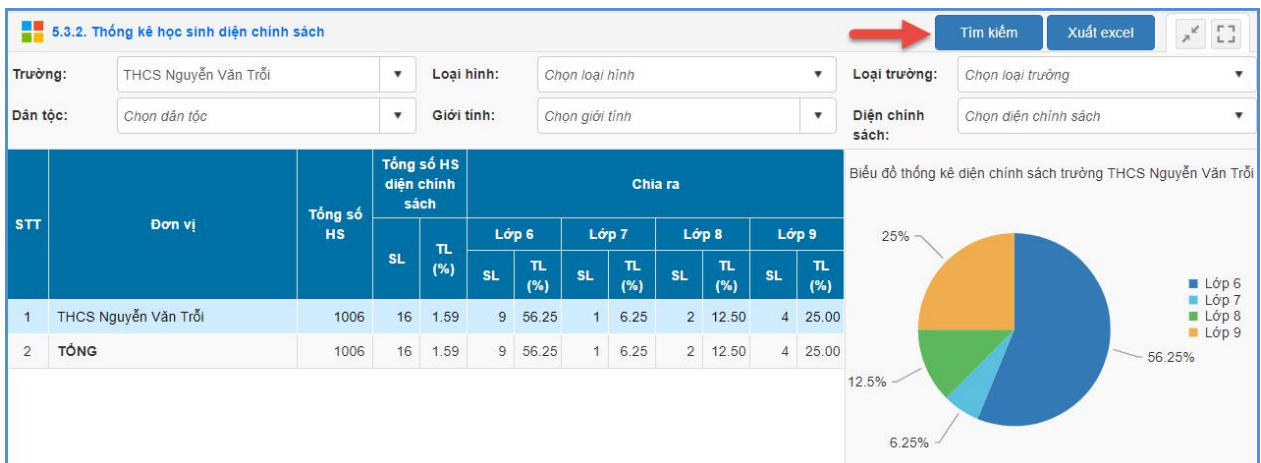 5.3.2. Thống kê học sinh diện chính sách
Tìm kiếm
Xuất excel
Trường:
THCS Nguyễn Văn Trỗi
Loại hình:
Chọn loại hình
Loại trường:
Chọn loại trường
Dân tộc:
Chọn dân tộc
Giới tính:
Chọn giới tính
Diện chính
sách:
Chọn diện chính sách
STT
Đơn vị
Tổng số
HS
Tổng số HS
diện chính
sách
Chia ra
SL
TL
(%)
Lớp 6
Lớp 7
Lớp 8
Lớp 9
SL
TL
(%)
SL
TL
(%)
SL
TL
(%)
SL
TL
(%)
1 THCS Nguyễn Văn Trỗi 1006 16 1.59 9 56.25 1 6.25 2 12.50 4 25.00
2 TỔNG 1006 16 1.59 9 56.25 1 6.25 2 12.50 4 25.00
Biểu đồ thống kê diện chính sách trường THCS Nguyễn Văn Trỗi
25%
Lớp 6
Lớp 7
Lớp 8
Lớp 9
56.25%
12.5%
6.25%